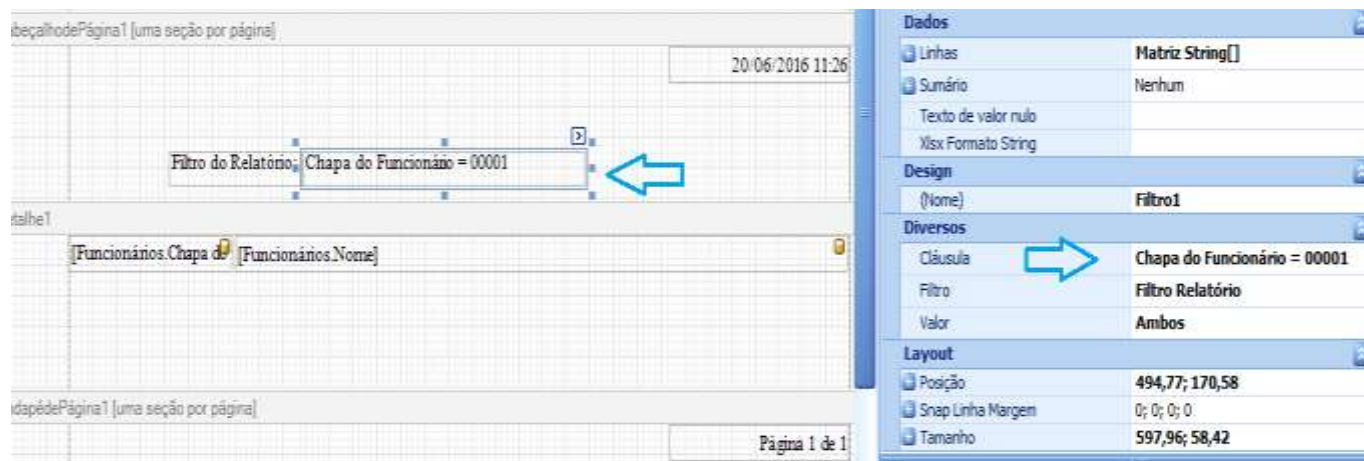 beçalhodePágina1 [uma seção por página]
20/06/2016 11:26
Filtro do Relatório: Chapa do Funcionário = 00001
etalhe1
[Funcionários.Chapa d [Funcionários.Nome]
odapédePágina1 [uma seção por página]
Página 1 de 1
Dados
Linhas Matriz String[]
Sumário Nenhum
Texto de valor nulo
Xlsx Formato String
Design
(Nome) Filtro1
Diversos
Cláusula Chapa do Funcionário = 00001
Filtro Filtro Relatório
Valor Ambos
Layout
Posição 494,77; 170,58
Snap Linha Margem 0; 0; 0; 0
Tamanho 597,96; 58,42